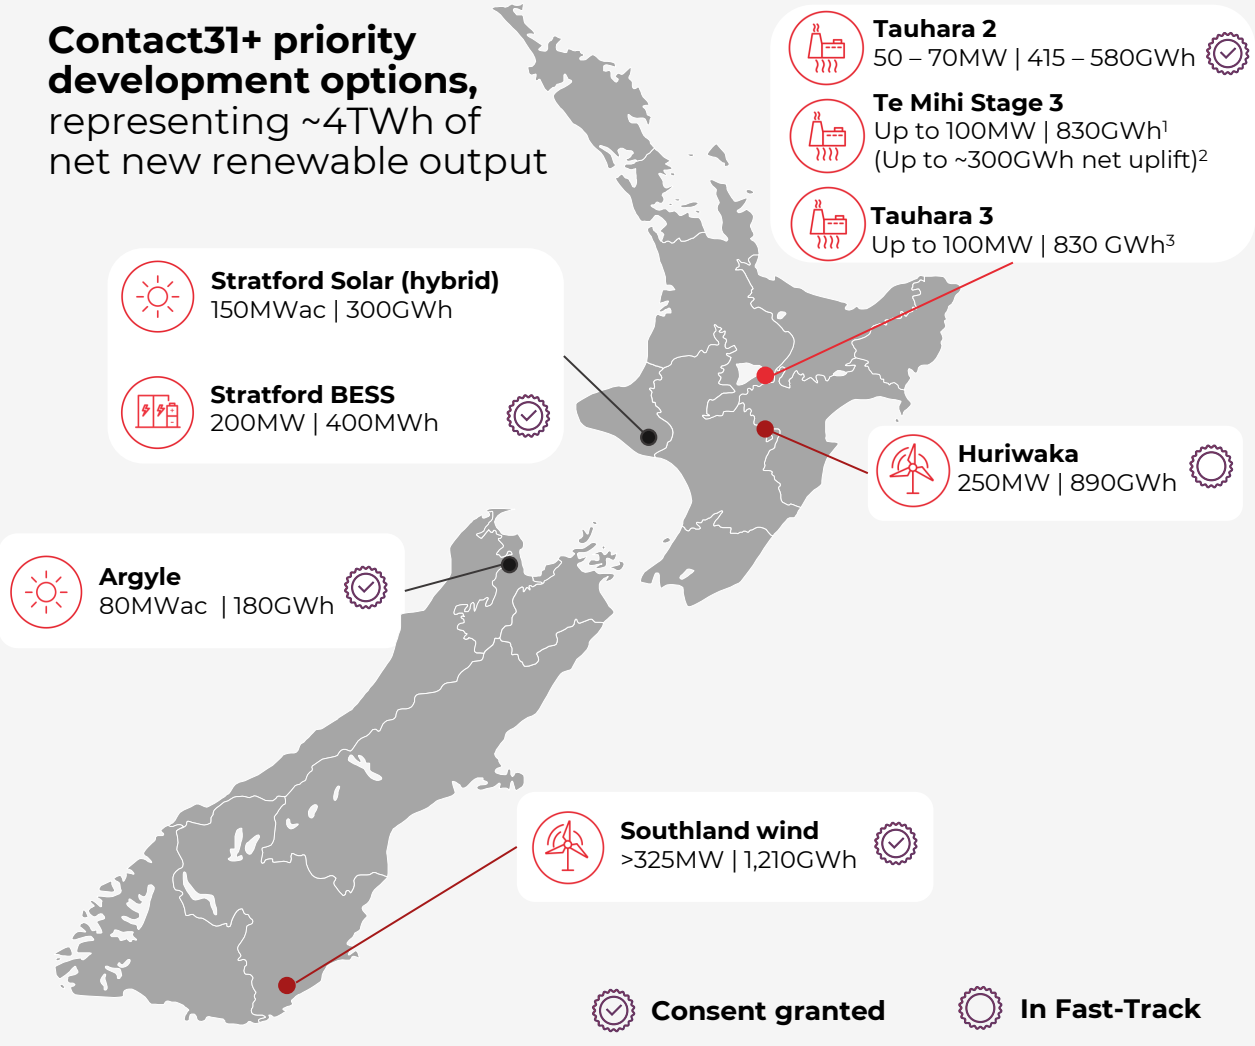 Contact31+ priority
development options,
representing ~4TWh of
net new renewable output
Tauhara 2
50 – 70MW | 415 – 580GWh
Te Mihi Stage 3
Up to 100MW | 830GWh¹
(Up to ~300GWh net uplift)²
Tauhara 3
Up to 100MW | 830 GWh³
Stratford Solar (hybrid)
150MWac | 300GWh
Stratford BESS
200MW | 400MWh
Huriwaka
250MW | 890GWh
Argyle
80MWac | 180GWh
Southland wind
>325MW | 1,210GWh
Consent granted
In Fast-Track